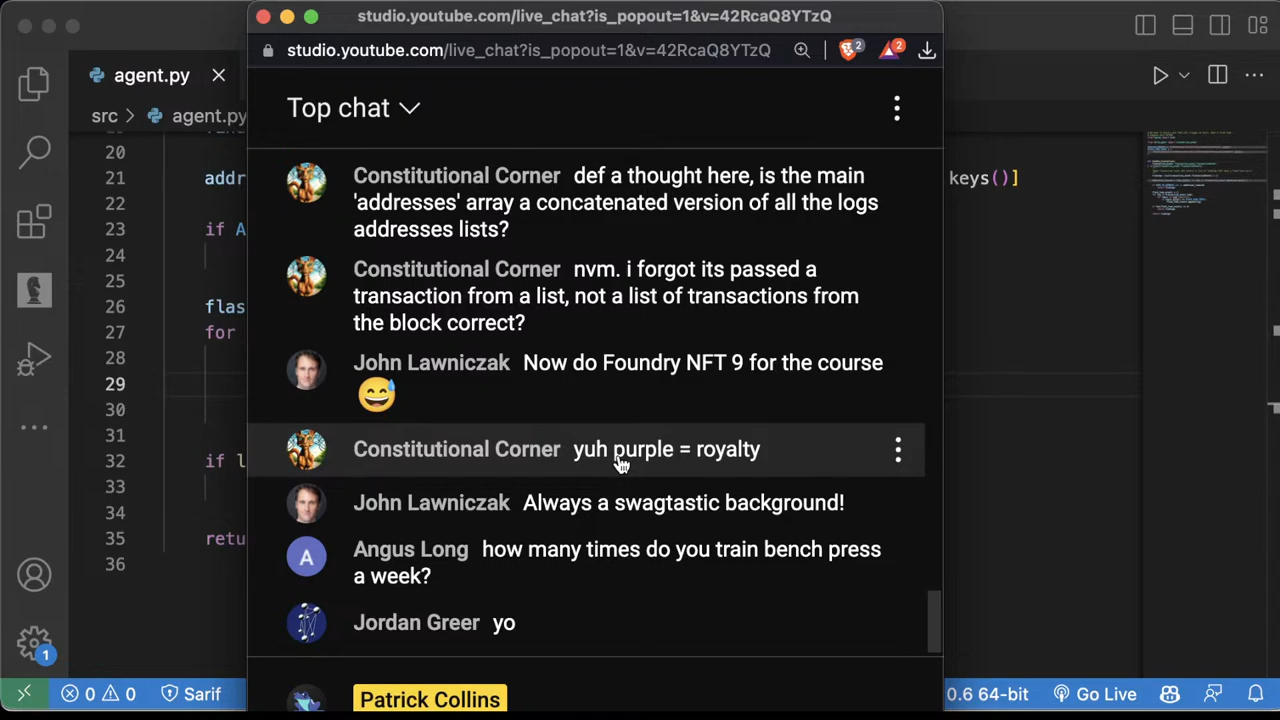 studio.youtube.com/live_chat?is_popout=1&v=42RcaQ8YTzQ
studio.youtube.com/live_chat?is_popout=1&v=42RcaQ8YTzQ
2
2
agent.py
src > agent.py
Top chat
20
21 addr
keys()]
22
23 if A
24
25
26 flas
27 for
28
29
30
31
32 if l
33
34
35 retu
36
Constitutional Corner def a thought here, is the main
'addresses' array a concatenated version of all the logs
addresses lists?
Constitutional Corner nvm. i forgot its passed a
transaction from a list, not a list of transactions from
the block correct?
John Lawniczak Now do Foundry NFT 9 for the course
😅
Constitutional Corner yuh purple = royalty
John Lawniczak Always a swagtastic background!
A
Angus Long how many times do you train bench press
a week?
Jordan Greer yo
Patrick Collins
1
0 0 Sarif
0.6 64-bit Go Live